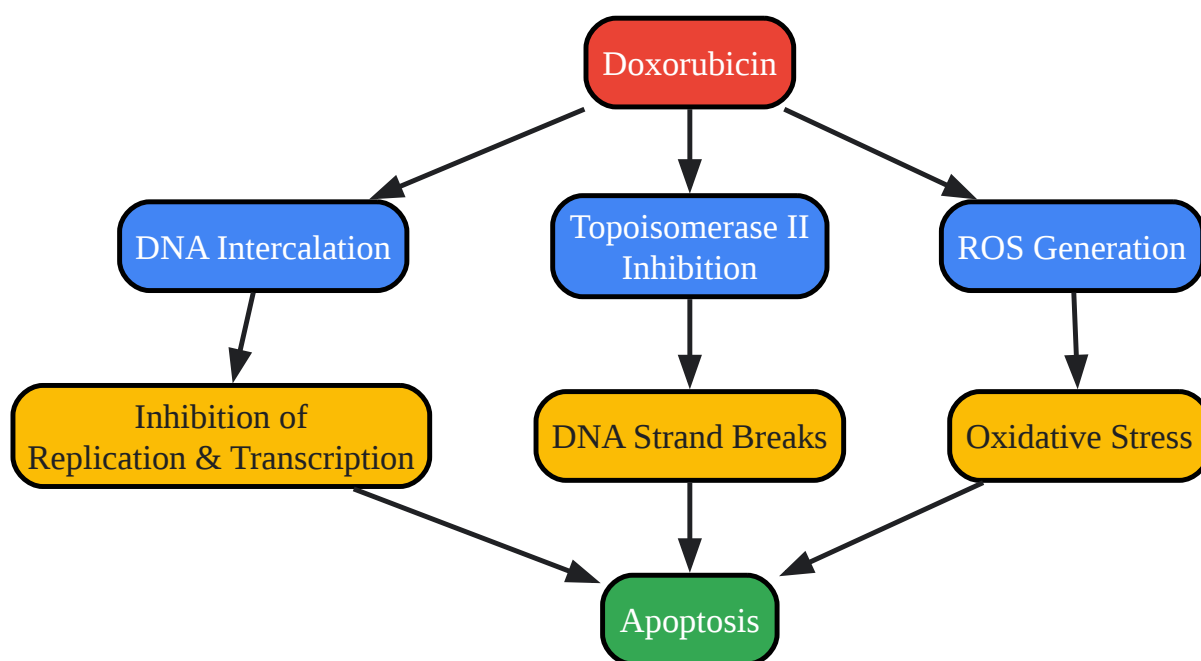 Doxorubicin
DNA Intercalation
Topoisomerase II
Inhibition
ROS Generation
Inhibition of
Replication & Transcription
DNA Strand Breaks
Oxidative Stress
Apoptosis